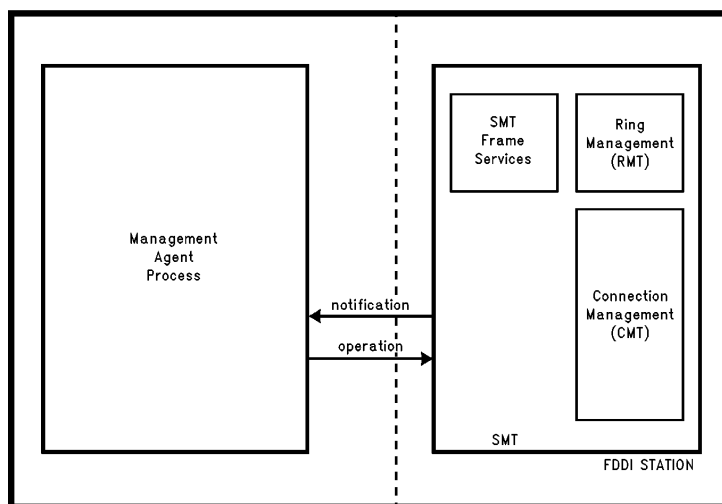 Management
Agent
Process
notification
operation
SMT
Frame
Services
Ring
Management
(RMT)
Connection
Management
(CMT)
SMT
FDDI STATION